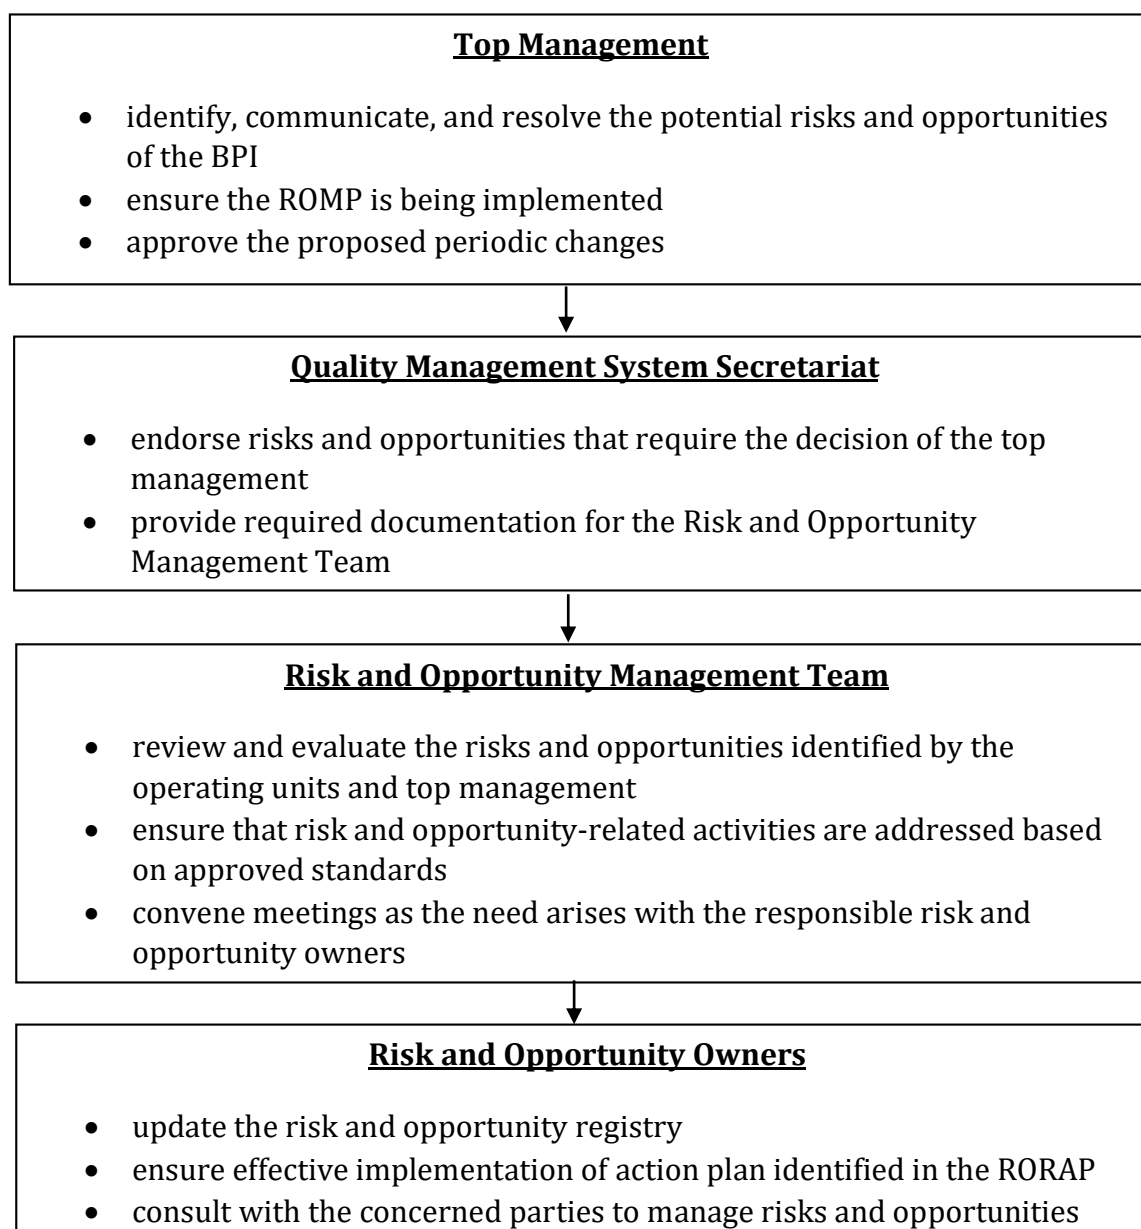 Top Management
• identify, communicate, and resolve the potential risks and opportunities
of the BPI
• ensure the ROMP is being implemented
• approve the proposed periodic changes
Quality Management System Secretariat
• endorse risks and opportunities that require the decision of the top
management
• provide required documentation for the Risk and Opportunity
Management Team
Risk and Opportunity Management Team
• review and evaluate the risks and opportunities identified by the
operating units and top management
• ensure that risk and opportunity-related activities are addressed based
on approved standards
• convene meetings as the need arises with the responsible risk and
opportunity owners
Risk and Opportunity Owners
• update the risk and opportunity registry
• ensure effective implementation of action plan identified in the RORAP
• consult with the concerned parties to manage risks and opportunities